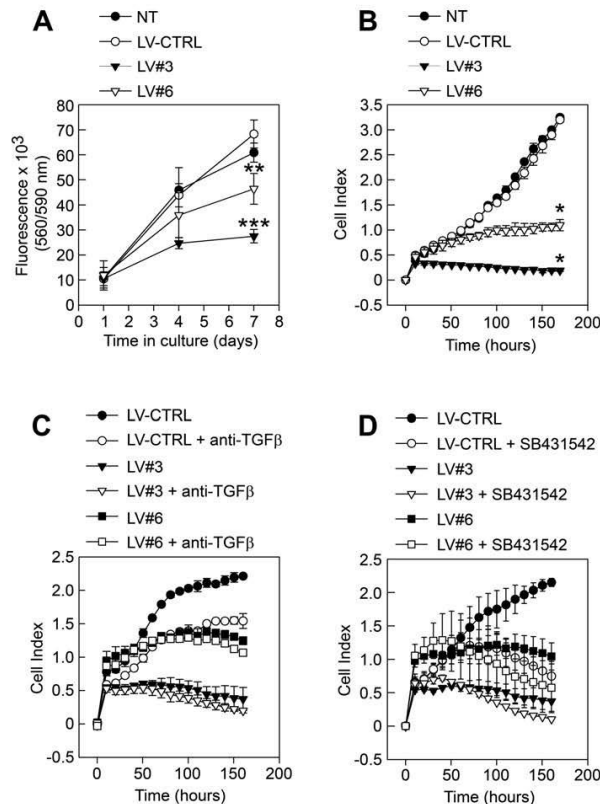 A
NT
LV-CTRL
LV#3
LV#6
Fluorescence x 10³
(560/590 nm)
80
70
60
50
40
30
20
10
0
**
***
0 1 2 3 4 5 6 7 8
Time in culture (days)
B
NT
LV-CTRL
LV#3
LV#6
Cell Index
3.5
3.0
2.5
2.0
1.5
1.0
0.5
0
-0.5
*
*
0 50 100 150 200
Time (hours)
C
LV-CTRL
LV-CTRL + anti-TGFβ
LV#3
LV#3 + anti-TGFβ
LV#6
LV#6 + anti-TGFβ
Cell Index
2.5
2.0
1.5
1.0
0.5
0
-0.5
0 50 100 150 200
Time (hours)
D
LV-CTRL
LV-CTRL + SB431542
LV#3
LV#3 + SB431542
LV#6
LV#6 + SB431542
Cell Index
2.5
2.0
1.5
1.0
0.5
0
-0.5
0 50 100 150 200
Time (hours)